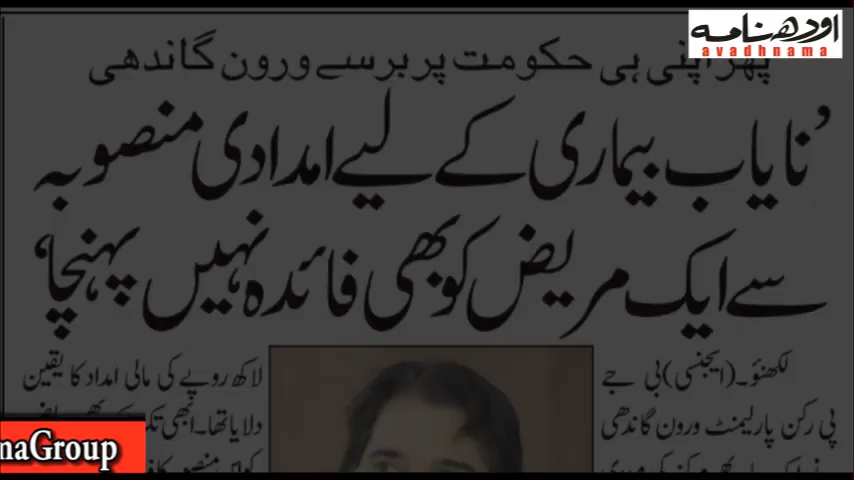 اودھ نامہ
avadhnama
پھر اپنی ہی حکومت پر برسے ورون گاندھی
’نایاب بیماری کے لیے امدادی منصوبہ
سے ایک مریض کو بھی فائدہ نہیں پہنچا‘
لکھنؤ۔(ایجنسی) بی جے
پی رکن پارلیمنٹ ورون گاندھی
لاکھ روپے کی مالی امداد کا یقین
دلایا تھا۔ ابھی تک
naGroup